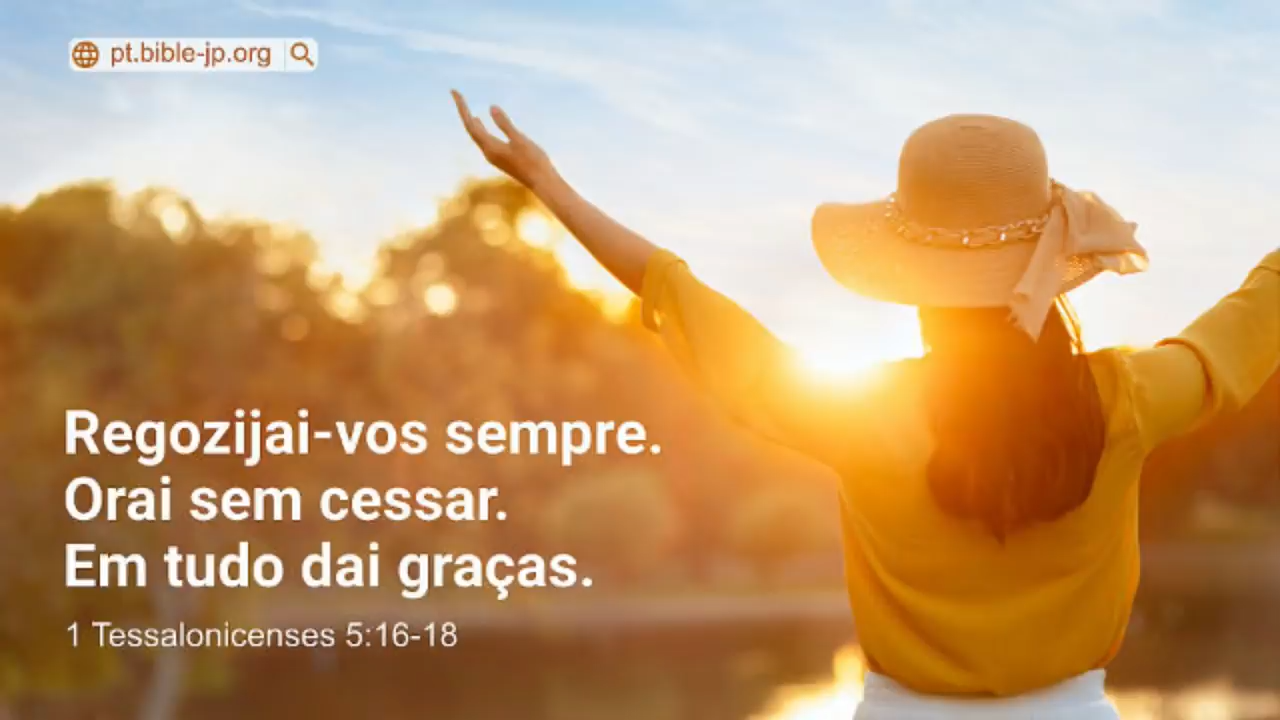 pt.bible-jp.org
Regozijai-vos sempre.
Orai sem cessar.
Em tudo dai graças.
1 Tessalonicenses 5:16-18